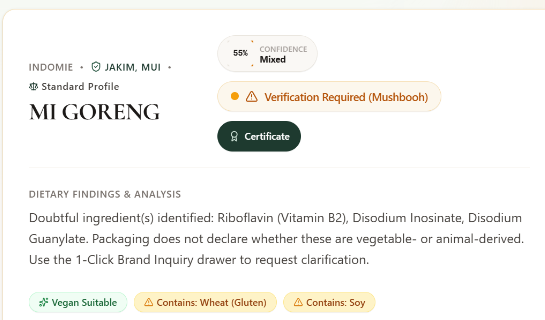 55%
CONFIDENCE
Mixed
INDOMIE • JAKIM, MUI •
Standard Profile
Verification Required (Mushbooh)
MI GORENG
Certificate
DIETARY FINDINGS & ANALYSIS
Doubtful ingredient(s) identified: Riboflavin (Vitamin B2), Disodium Inosinate, Disodium
Guanylate. Packaging does not declare whether these are vegetable- or animal-derived.
Use the 1-Click Brand Inquiry drawer to request clarification.
Vegan Suitable
Contains: Wheat (Gluten)
Contains: Soy